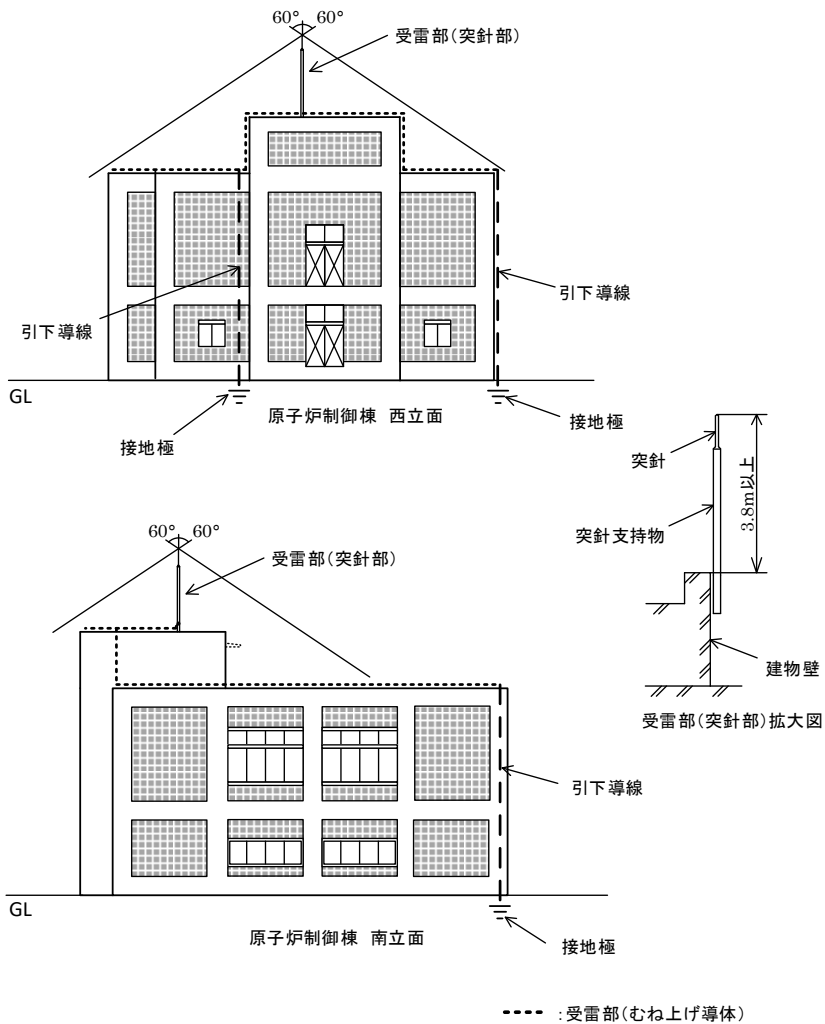 60° 60°
受雷部(突針部)
引下導線
引下導線
GL
原子炉制御棟 西立面
接地極
接地極
突針
3.8m以上
突針支持物
建物壁
受雷部(突針部)拡大図
60° 60°
受雷部(突針部)
引下導線
GL
原子炉制御棟 南立面
接地極
:受雷部(むね上げ導体)